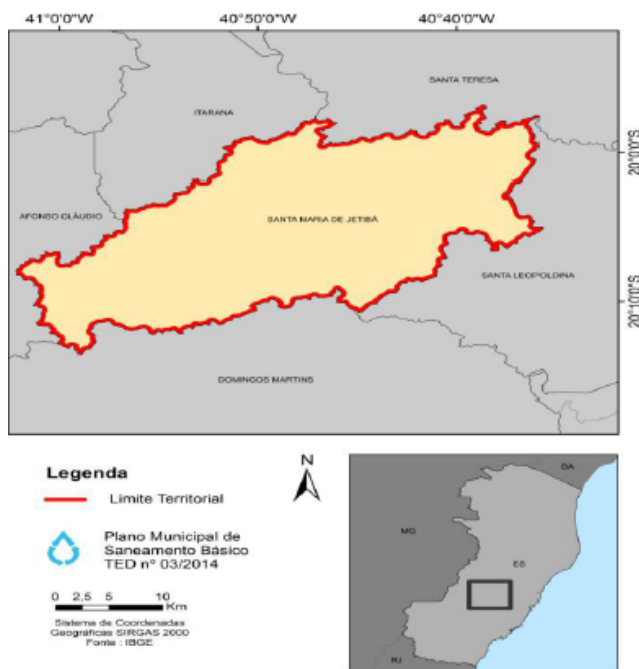 41°0'0"W 40°50'0"W 40°40'0"W
SANTA TERESA
ITARANA
20°0'0"S
AFONSO CLÁUDIO
SANTA MARIA DE JETIBÁ
SANTA LEOPOLDINA
20°10'0"S
DOMINGOS MARTINS
Legenda
Limite Territorial
Plano Municipal de
Saneamento Básico
TED nº 03/2014
0 2,5 5 10
Km
Sistema de Coordenadas
Geográficas SIRGAS 2000
Fonte : IBGE
N
BA
MG
ES
RJ